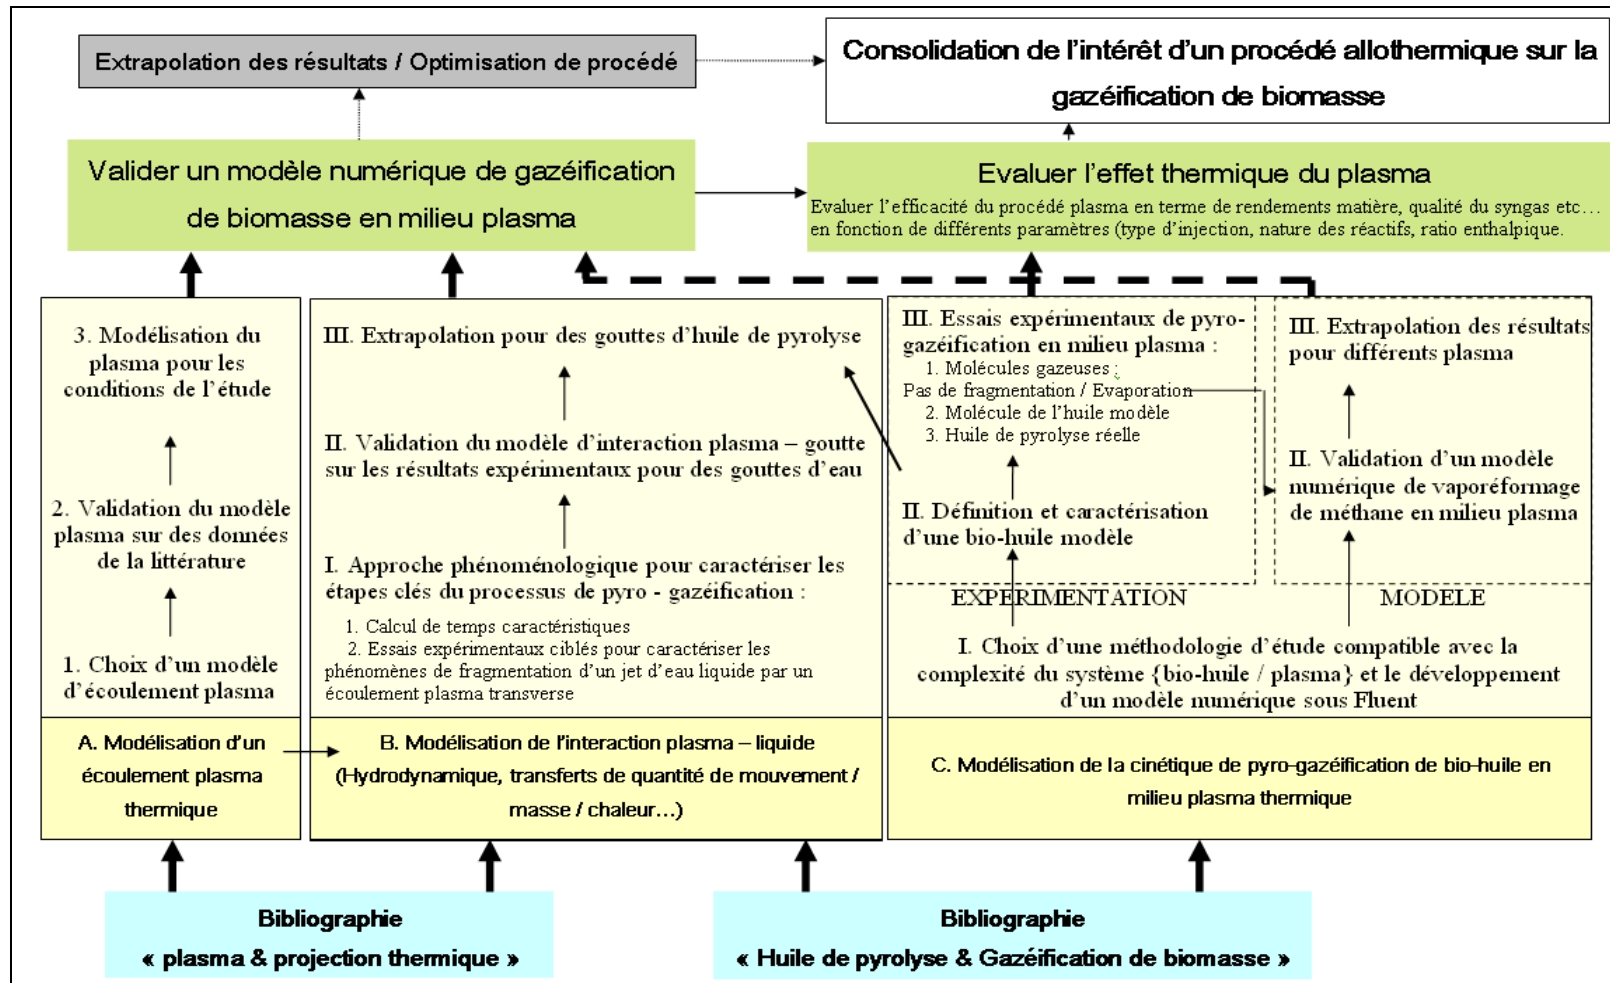 Extrapolation des résultats / Optimisation de procédé
Consolidation de l'intérêt d'un procédé allothermique sur la
gazéification de biomasse
Valider un modèle numérique de gazéification
de biomasse en milieu plasma
Evaluer l'effet thermique du plasma
Evaluer l'efficacité du procédé plasma en terme de rendements matière, qualité du syngas etc…
en fonction de différents paramètres (type d'injection, nature des réactifs, ratio enthalpique.
3. Modélisation du
plasma pour les
conditions de l'étude
2. Validation du modèle
plasma sur des données
de la littérature
1. Choix d'un modèle
d'écoulement plasma
A. Modélisation d'un
écoulement plasma
thermique
III. Extrapolation pour des gouttes d'huile de pyrolyse
II. Validation du modèle d'interaction plasma – goutte
sur les résultats expérimentaux pour des gouttes d'eau
I. Approche phénoménologique pour caractériser les
étapes clés du processus de pyro - gazéification :
1. Calcul de temps caractéristiques
2. Essais expérimentaux ciblés pour caractériser les
phénomènes de fragmentation d'un jet d'eau liquide par un
écoulement plasma transverse
B. Modélisation de l'interaction plasma – liquide
(Hydrodynamique, transferts de quantité de mouvement /
masse / chaleur…)
III. Essais expérimentaux de pyro-
gazéification en milieu plasma :
1. Molécules gazeuses :
Pas de fragmentation / Evaporation
2. Molécule de l'huile modèle
3. Huile de pyrolyse réelle
II. Définition et caractérisation
d'une bio-huile modèle
EXPERIMENTATION
III. Extrapolation des résultats
pour différents plasma
II. Validation d'un modèle
numérique de vaporéformage
de méthane en milieu plasma
MODELE
I. Choix d'une méthodologie d'étude compatible avec la
complexité du système {bio-huile / plasma} et le développement
d'un modèle numérique sous Fluent
C. Modélisation de la cinétique de pyro-gazéification de bio-huile en
milieu plasma thermique
Bibliographie
« plasma & projection thermique »
Bibliographie
« Huile de pyrolyse & Gazéification de biomasse »